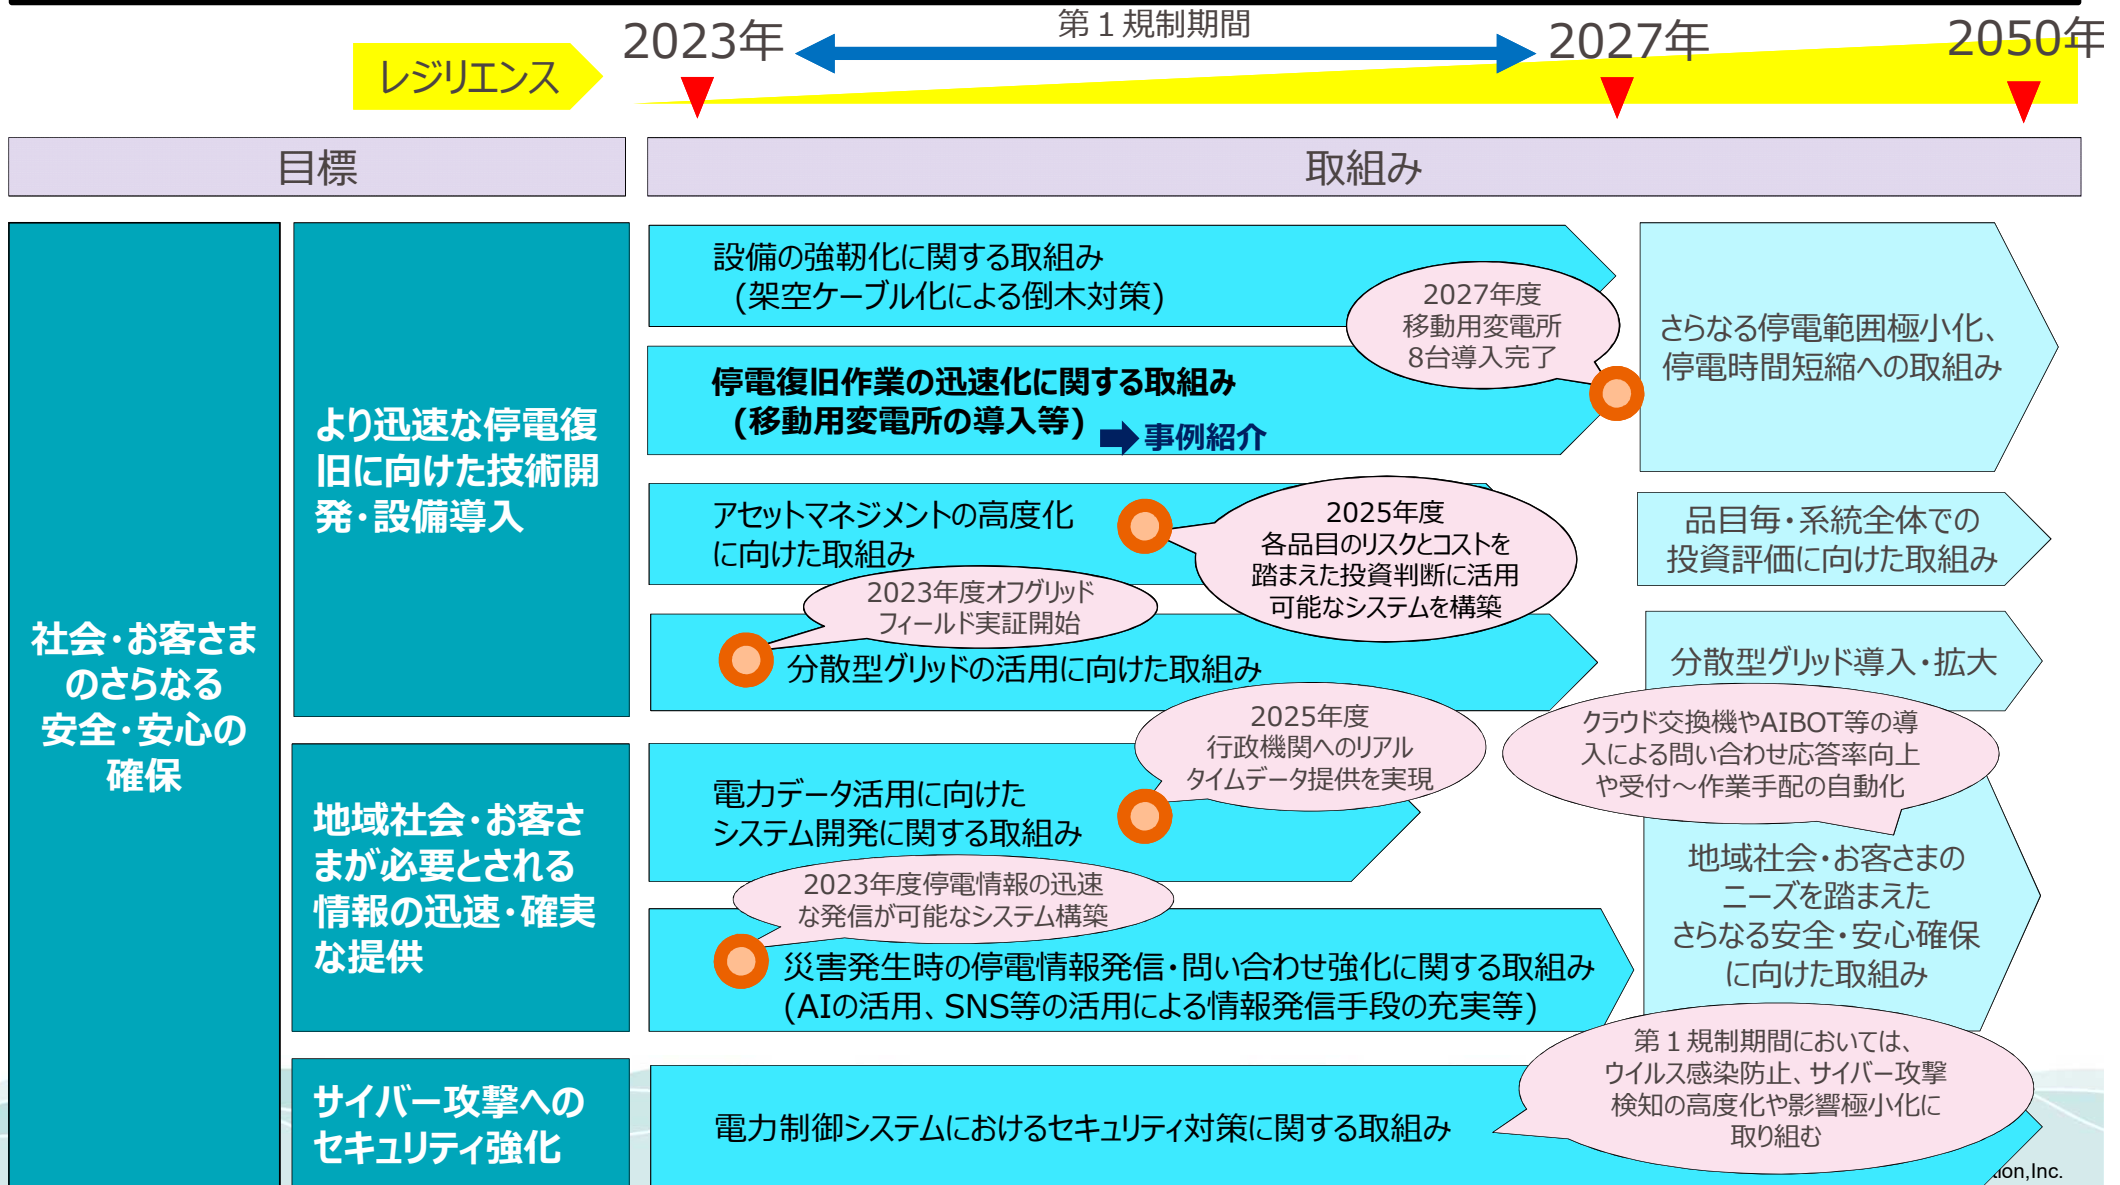 第１規制期間
2023年
2027年
2050年
レジリエンス
目標
取組み
社会・お客さま
のさらなる
安全・安心の
確保
より迅速な停電復
旧に向けた技術開
発・設備導入
設備の強靭化に関する取組み
(架空ケーブル化による倒木対策)
2027年度
移動用変電所
8台導入完了
停電復旧作業の迅速化に関する取組み
(移動用変電所の導入等)
事例紹介
さらなる停電範囲極小化、
停電時間短縮への取組み
アセットマネジメントの高度化
に向けた取組み
2025年度
各品目のリスクとコストを
踏まえた投資判断に活用
可能なシステムを構築
品目毎・系統全体での
投資評価に向けた取組み
2023年度オフグリッド
フィールド実証開始
分散型グリッドの活用に向けた取組み
分散型グリッド導入・拡大
地域社会・お客さ
まが必要とされる
情報の迅速・確実
な提供
電力データ活用に向けた
システム開発に関する取組み
2025年度
行政機関へのリアル
タイムデータ提供を実現
クラウド交換機やAIBOT等の導
入による問い合わせ応答率向上
や受付～作業手配の自動化
2023年度停電情報の迅速
な発信が可能なシステム構築
災害発生時の停電情報発信・問い合わせ強化に関する取組み
(AIの活用、SNS等の活用による情報発信手段の充実等)
地域社会・お客さまの
ニーズを踏まえた
さらなる安全・安心確保
に向けた取組み
サイバー攻撃への
セキュリティ強化
電力制御システムにおけるセキュリティ対策に関する取組み
第１規制期間においては、
ウイルス感染防止、サイバー攻撃
検知の高度化や影響極小化に
取り組む
ion,Inc.